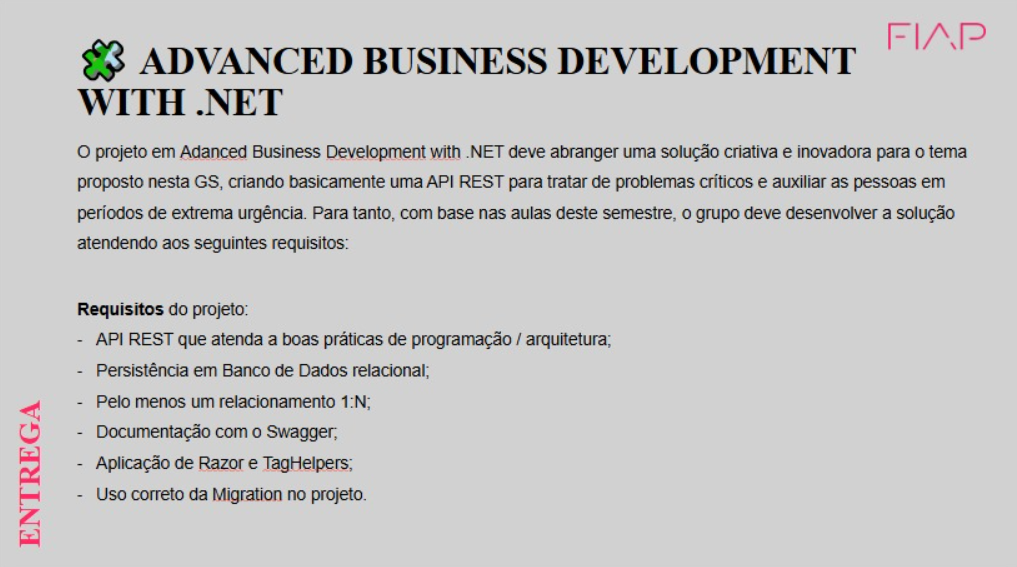 FIAP
ADVANCED BUSINESS DEVELOPMENT
WITH .NET
O projeto em Adanced Business Development with .NET deve abranger uma solução criativa e inovadora para o tema
proposto nesta GS, criando basicamente uma API REST para tratar de problemas críticos e auxiliar as pessoas em
períodos de extrema urgência. Para tanto, com base nas aulas deste semestre, o grupo deve desenvolver a solução
atendendo aos seguintes requisitos:
Requisitos do projeto:
- API REST que atenda a boas práticas de programação / arquitetura;
- Persistência em Banco de Dados relacional;
- Pelo menos um relacionamento 1:N;
- Documentação com o Swagger;
- Aplicação de Razor e TagHelpers;
- Uso correto da Migration no projeto.
ENTREGA